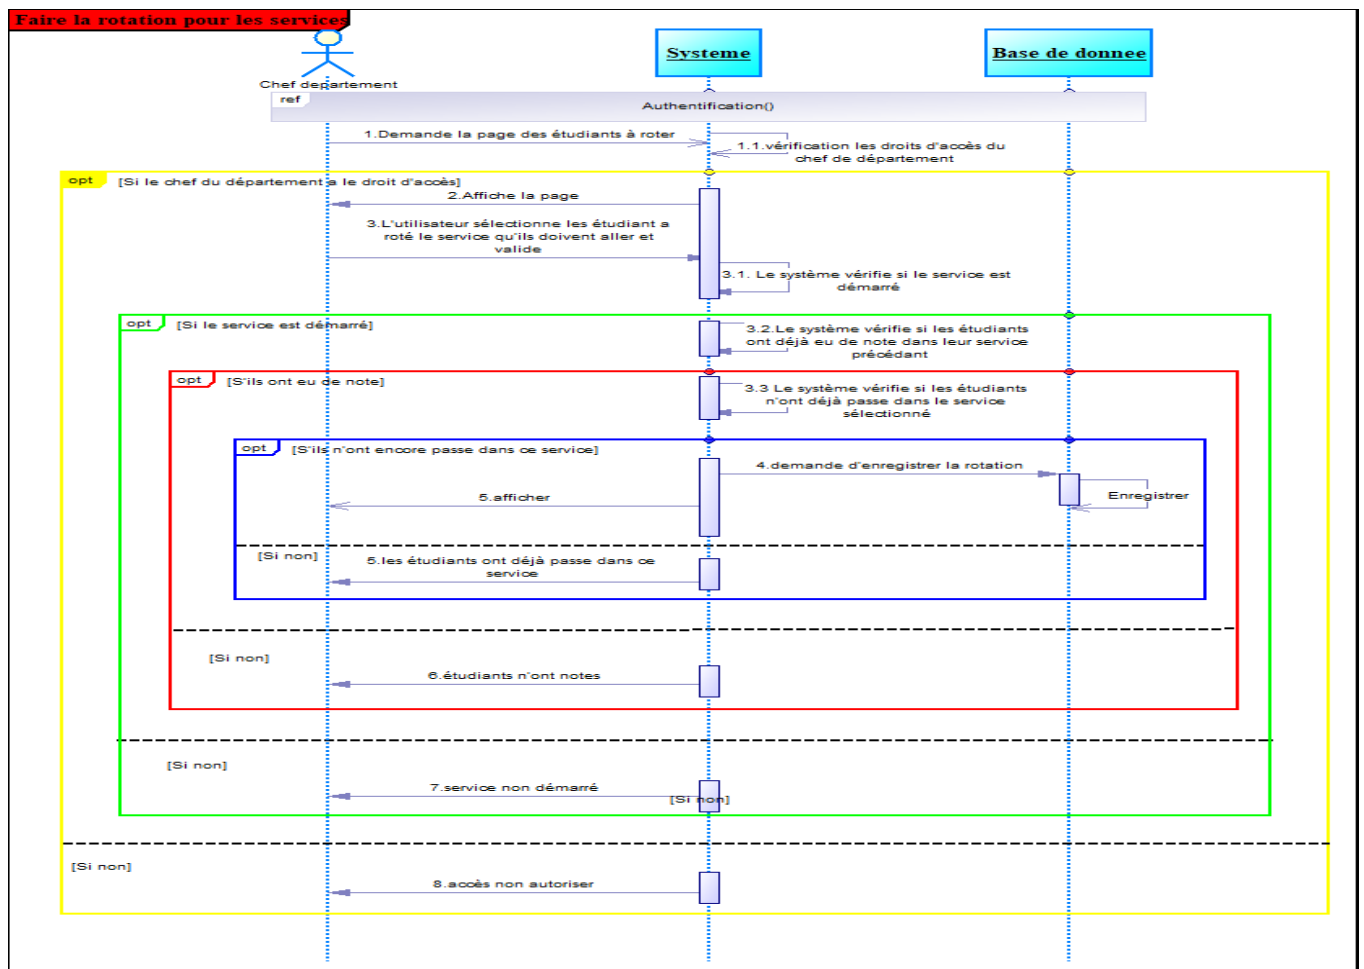 Faire la rotation pour les services
Systeme
Base de donnee
Chef departement
ref
Authentification()
1.Demande la page des étudiants à roter
1.1.vérification les droits d'accès du
chef de département
opt
[Si le chef du département a le droit d'accès]
2.Affiche la page
3.L'utilisateur sélectionne les étudiant a
roté le service qu'ils doivent aller et
valide
3.1. Le système vérifie si le service est
démarré
opt
[Si le service est démarré]
3.2.Le système vérifie si les étudiants
ont déjà eu de note dans leur service
précédant
opt
[S'ils ont eu de note]
3.3 Le système vérifie si les étudiants
n'ont déjà passe dans le service
sélectionné
opt
[S'ils n'ont encore passe dans ce service]
4.demande d'enregistrer la rotation
Enregistrer
5.afficher
[Si non]
5.les étudiants ont déjà passe dans ce
service
[Si non]
6.étudiants n'ont notes
[Si non]
7.service non démarré
[Si non]
[Si non]
8.accès non autoriser